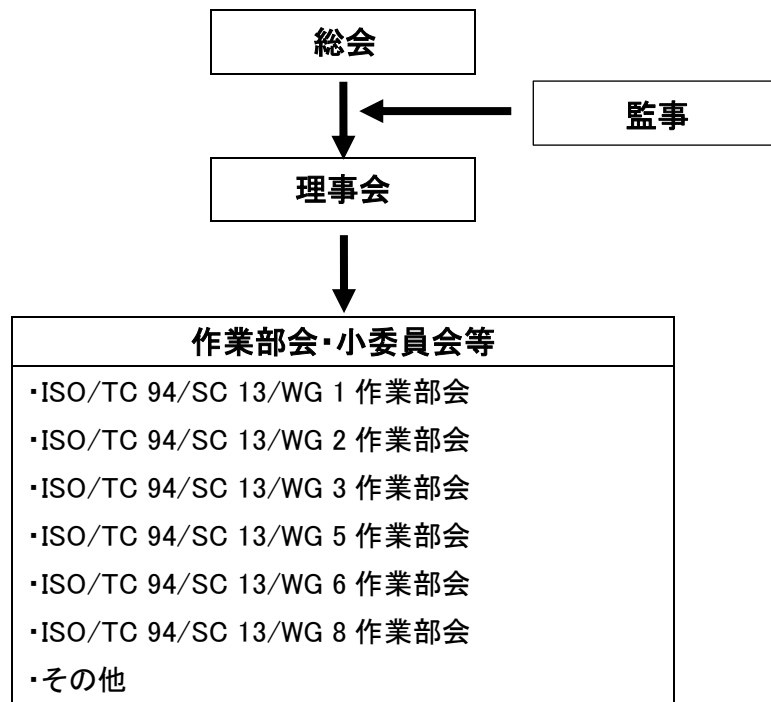 総会
監事
理事会
作業部会・小委員会等
・ISO/TC 94/SC 13/WG 1 作業部会
・ISO/TC 94/SC 13/WG 2 作業部会
・ISO/TC 94/SC 13/WG 3 作業部会
・ISO/TC 94/SC 13/WG 5 作業部会
・ISO/TC 94/SC 13/WG 6 作業部会
・ISO/TC 94/SC 13/WG 8 作業部会
・その他